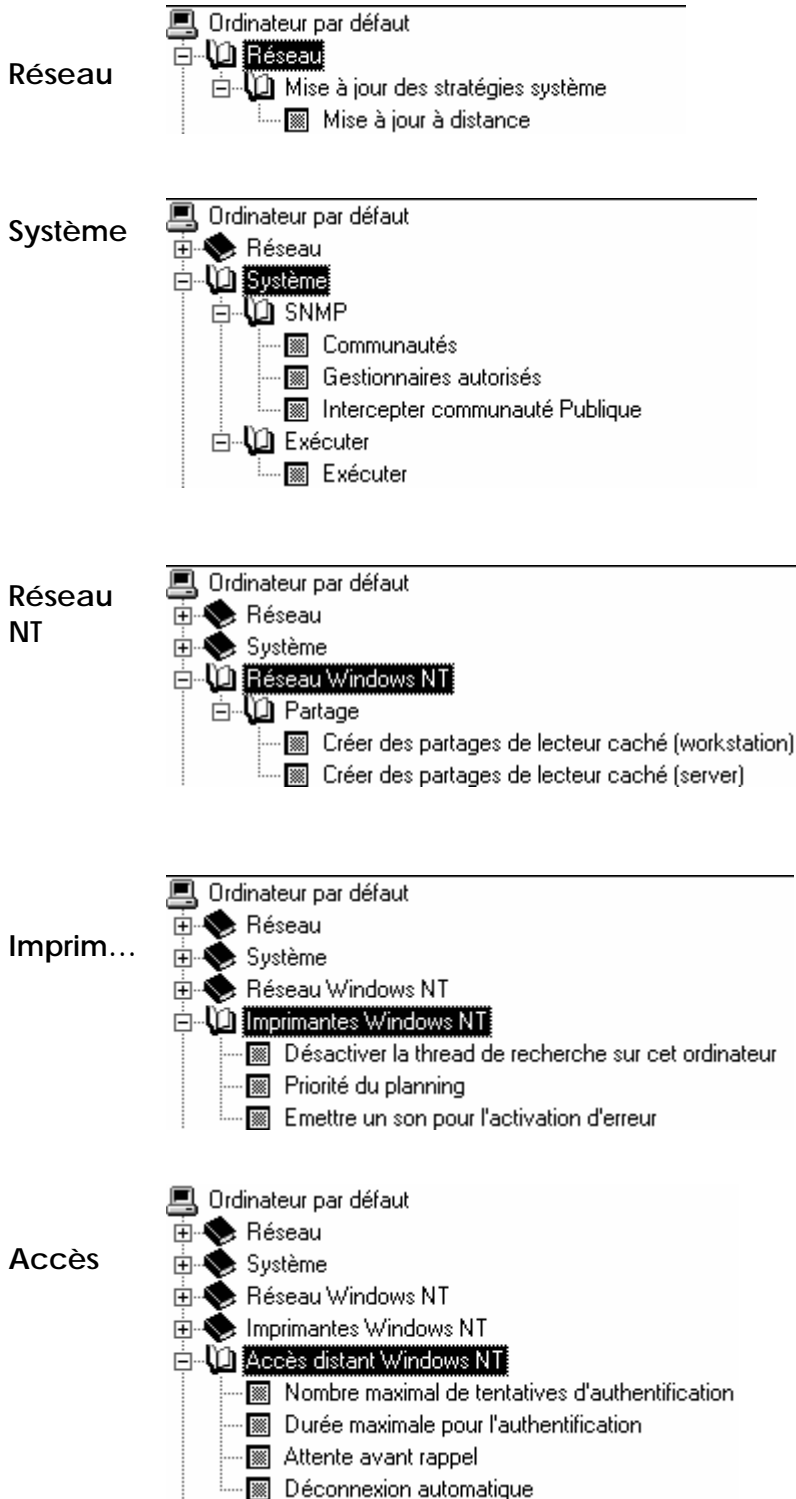 Réseau
Ordinateur par défaut
Réseau
Mise à jour des stratégies système
Mise à jour à distance
Système
Ordinateur par défaut
Réseau
Système
SNMP
Communautés
Gestionnaires autorisés
Intercepter communauté Publique
Exécuter
Exécuter
Réseau
NT
Ordinateur par défaut
Réseau
Système
Réseau Windows NT
Partage
Créer des partages de lecteur caché (workstation)
Créer des partages de lecteur caché (server)
Imprim…
Ordinateur par défaut
Réseau
Système
Réseau Windows NT
Imprimantes Windows NT
Désactiver la thread de recherche sur cet ordinateur
Priorité du planning
Emettre un son pour l'activation d'erreur
Accès
Ordinateur par défaut
Réseau
Système
Réseau Windows NT
Imprimantes Windows NT
Accès distant Windows NT
Nombre maximal de tentatives d'authentification
Durée maximale pour l'authentification
Attente avant rappel
Déconnexion automatique